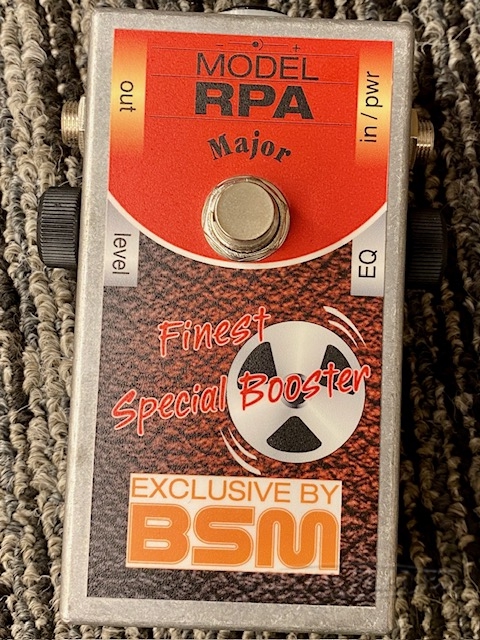 - +
MODEL
RPA
Major
out
in / pwr
level
EQ
Finest
Special Booster
EXCLUSIVE BY
BSM